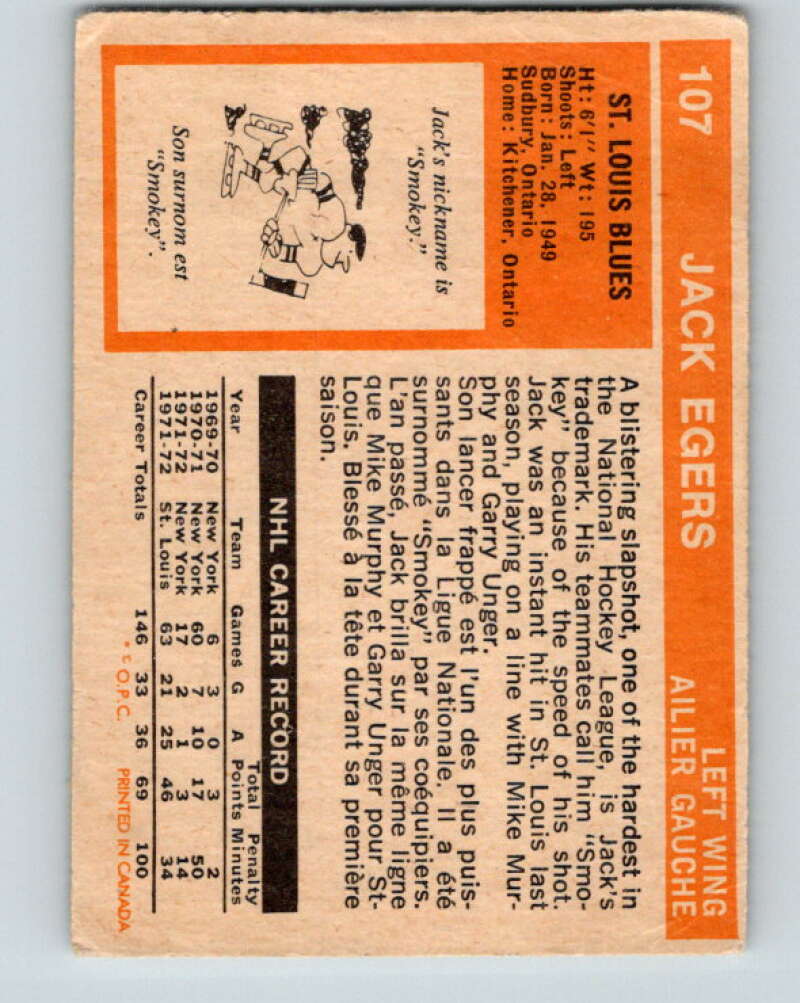 107 JACK EGERS LEFT WING
AILIER GAUCHE
ST. LOUIS BLUES
Ht: 6'1" Wt: 195
Shoots: Left
Born: Jan. 28, 1949
Sudbury, Ontario
Home: Kitchener, Ontario
Jack's nickname is
"Smokey."
Son surnom est
"Smokey".
A blistering slapshot, one of the hardest in
the National Hockey League, is Jack's
trademark. His teammates call him "Smo-
key" because of the speed of his shot.
Jack was an instant hit in St. Louis last
season, playing on a line with Mike Mur-
phy and Garry Unger.
Son lancer frappé est l'un des plus puis-
sants dans la Ligue Nationale. Il a été
surnommé "Smokey" par ses coéquipiers.
L'an passé, Jack brilla sur la même ligne
que Mike Murphy et Garry Unger pour St-
Louis. Blessé à la tête durant sa première
saison.
NHL CAREER RECORD
Total Penalty
Year Team Games G A Points Minutes
1969-70 New York 6 3 0 3 2
1970-71 New York 60 7 10 17 50
1971-72 New York 17 2 1 3 14
1971-72 St. Louis 63 21 25 46 34
Career Totals 146 33 36 69 100
* © O.P.C. PRINTED IN CANADA